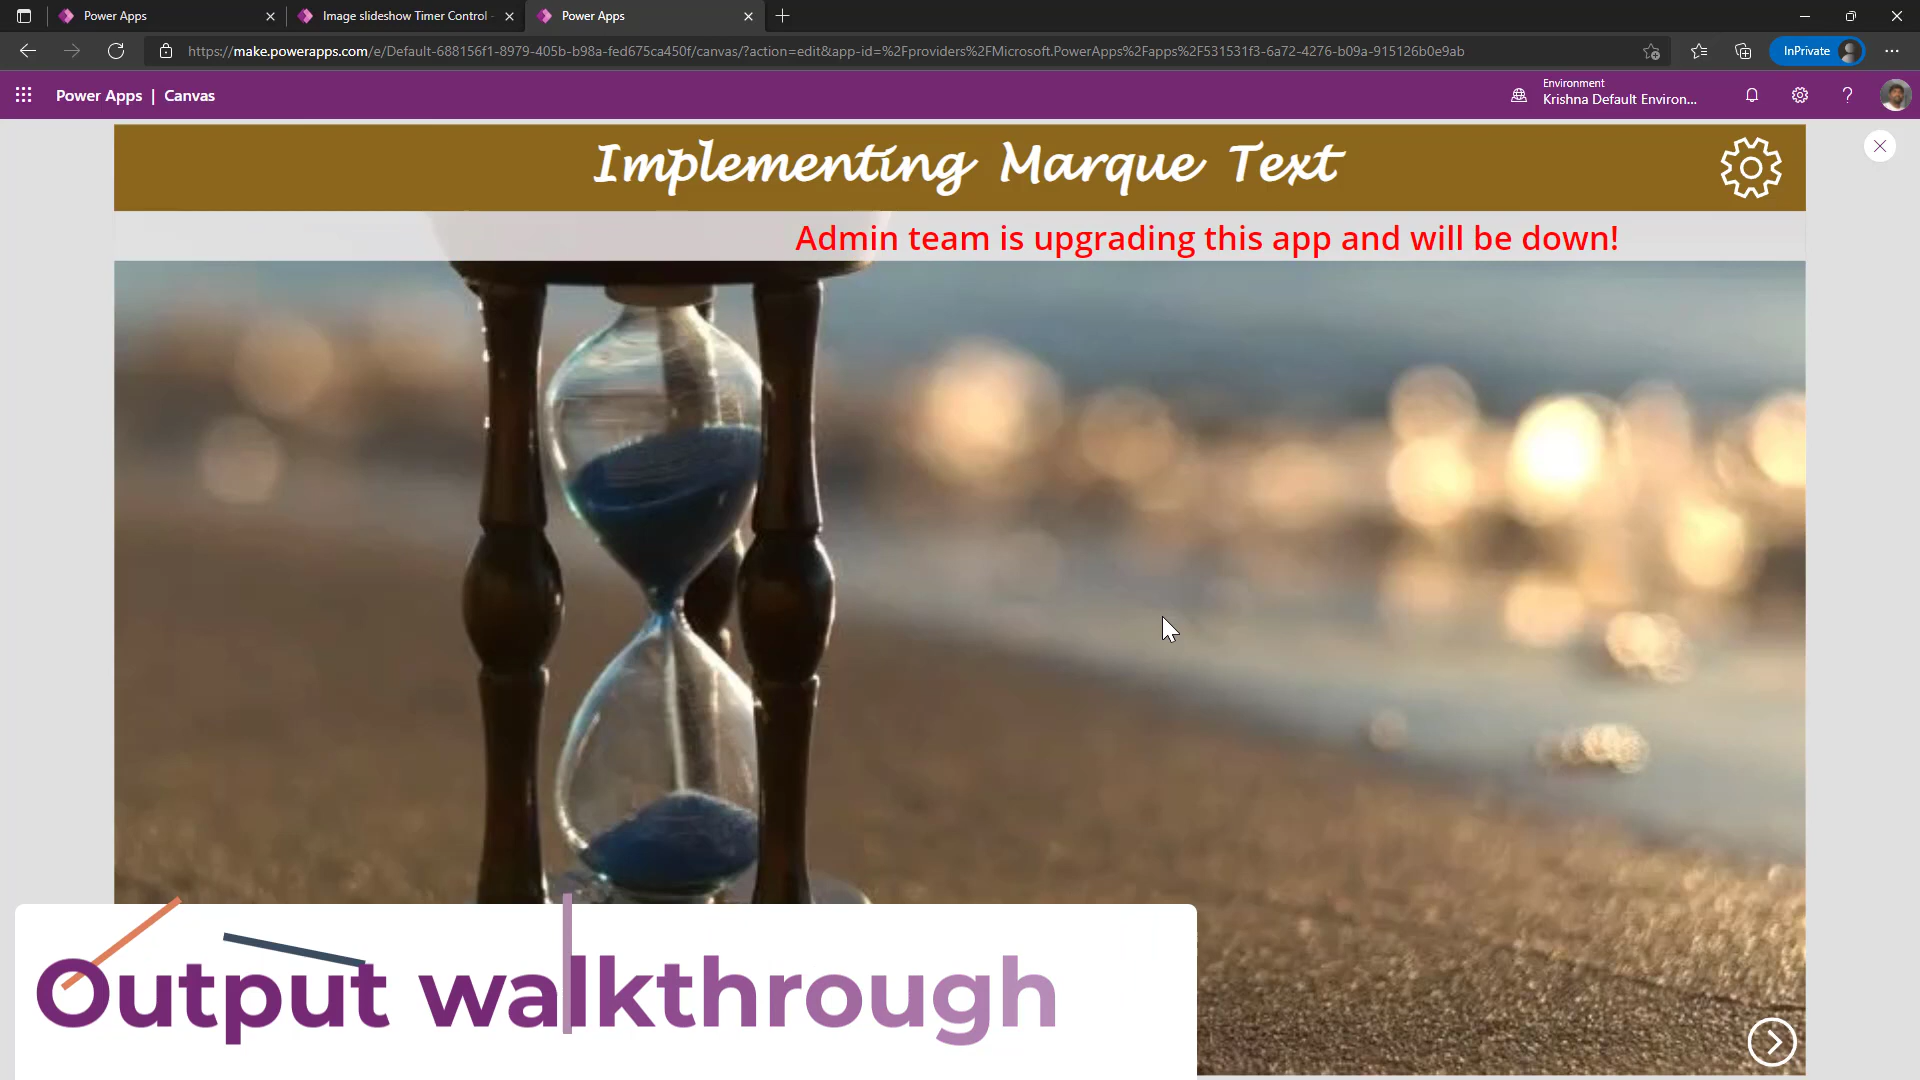 Power Apps
Image slideshow Timer Control -
Power Apps
https://make.powerapps.com/e/Default-688156f1-8979-405b-b98a-fed675ca450f/canvas/?action=edit&app-id=%2Fproviders%2FMicrosoft.PowerApps%2Fapps%2F531531f3-6a72-4276-b09a-915126b0e9ab
InPrivate
Power Apps | Canvas
Environment
Krishna Default Environ...
Implementing Marque Text
Admin team is upgrading this app and will be down!
Output walkthrough